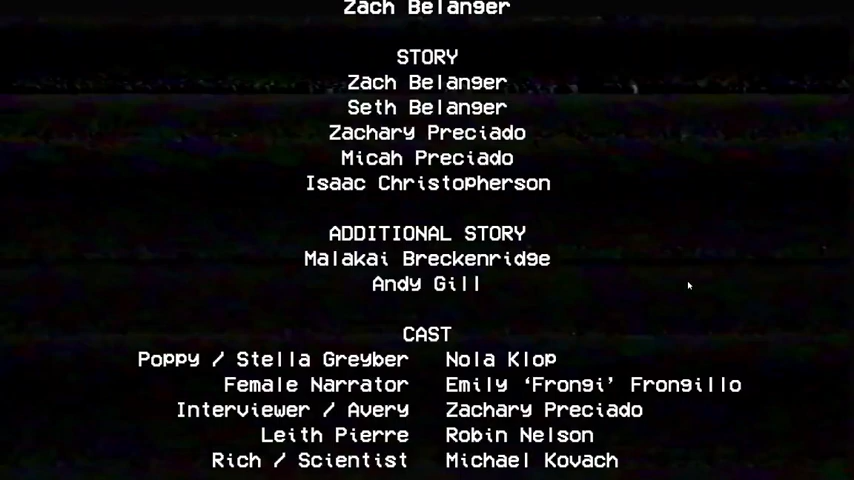 Zach Belanger
STORY
Zach Belanger
Seth Belanger
Zachary Preciado
Micah Preciado
Isaac Christopherson
ADDITIONAL STORY
Malakai Breckenridge
Andy Gill
CAST
Poppy / Stella Greyber Nola Klop
Female Narrator Emily ‘Frongi’ Frongillo
Interviewer / Avery Zachary Preciado
Leith Pierre Robin Nelson
Rich / Scientist Michael Kovach